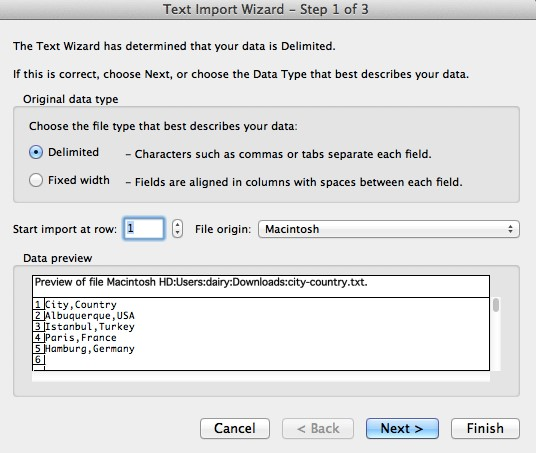 Text Import Wizard – Step 1 of 3
The Text Wizard has determined that your data is Delimited.
If this is correct, choose Next, or choose the Data Type that best describes your data.
Original data type
Choose the file type that best describes your data:
Delimited – Characters such as commas or tabs separate each field.
Fixed width – Fields are aligned in columns with spaces between each field.
Start import at row: 1 File origin: Macintosh
Data preview
Preview of file Macintosh HD:Users:dairy:Downloads:city-country.txt.
1 City,Country
2 Albuquerque,USA
3 Istanbul,Turkey
4 Paris,France
5 Hamburg,Germany
6
Cancel < Back Next > Finish